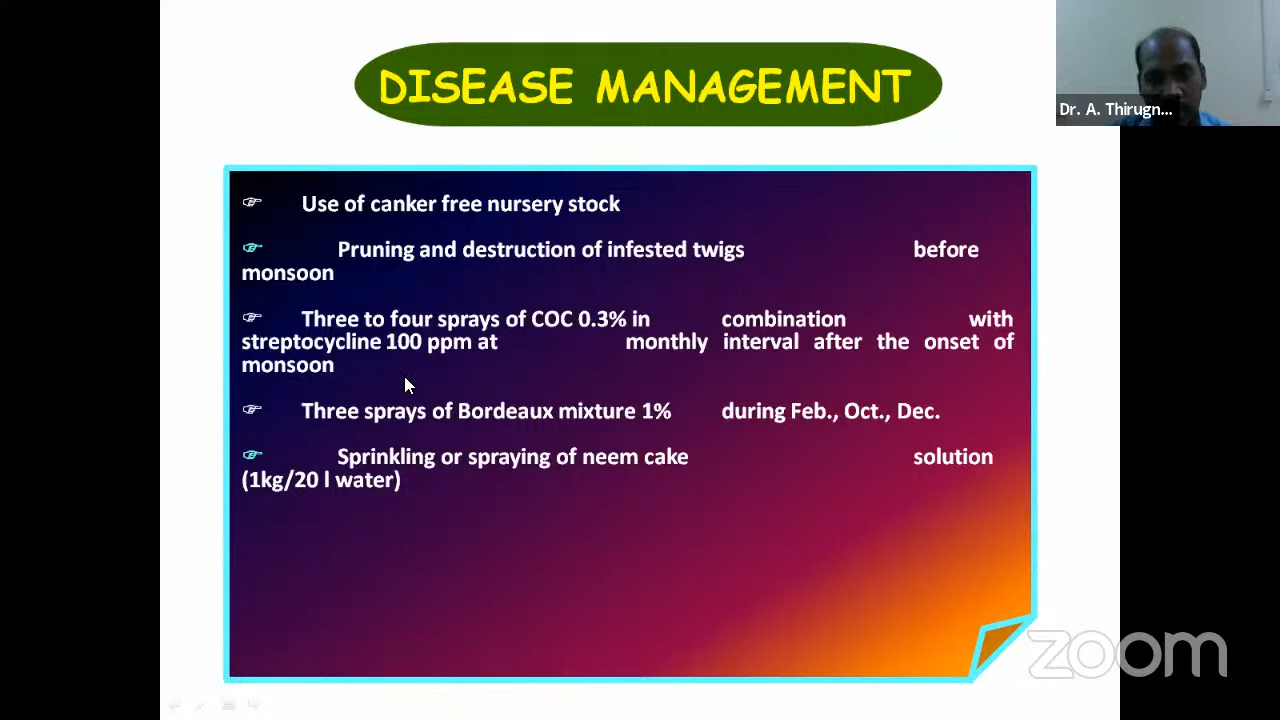 DISEASE MANAGEMENT
Dr. A. Thirugn...
☞ Use of canker free nursery stock
☞ Pruning and destruction of infested twigs before
monsoon
☞ Three to four sprays of COC 0.3% in combination with
streptocycline 100 ppm at monthly interval after the onset of
monsoon
☞ Three sprays of Bordeaux mixture 1% during Feb., Oct., Dec.
☞ Sprinkling or spraying of neem cake solution
(1kg/20 l water)
zoom